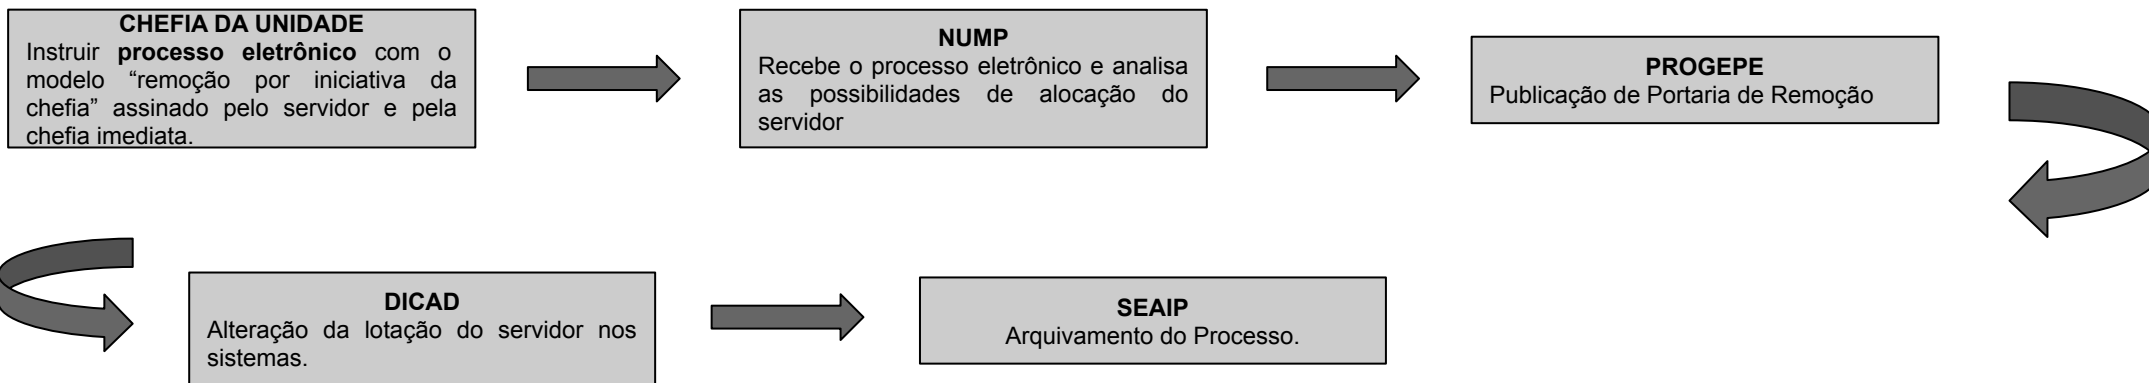 CHEFIA DA UNIDADE
Instruir processo eletrônico com o
modelo “remoção por iniciativa da
chefia” assinado pelo servidor e pela
chefia imediata.
NUMP
Recebe o processo eletrônico e analisa
as possibilidades de alocação do
servidor
PROGEPE
Publicação de Portaria de Remoção
DICAD
Alteração da lotação do servidor nos
sistemas.
SEAIP
Arquivamento do Processo.